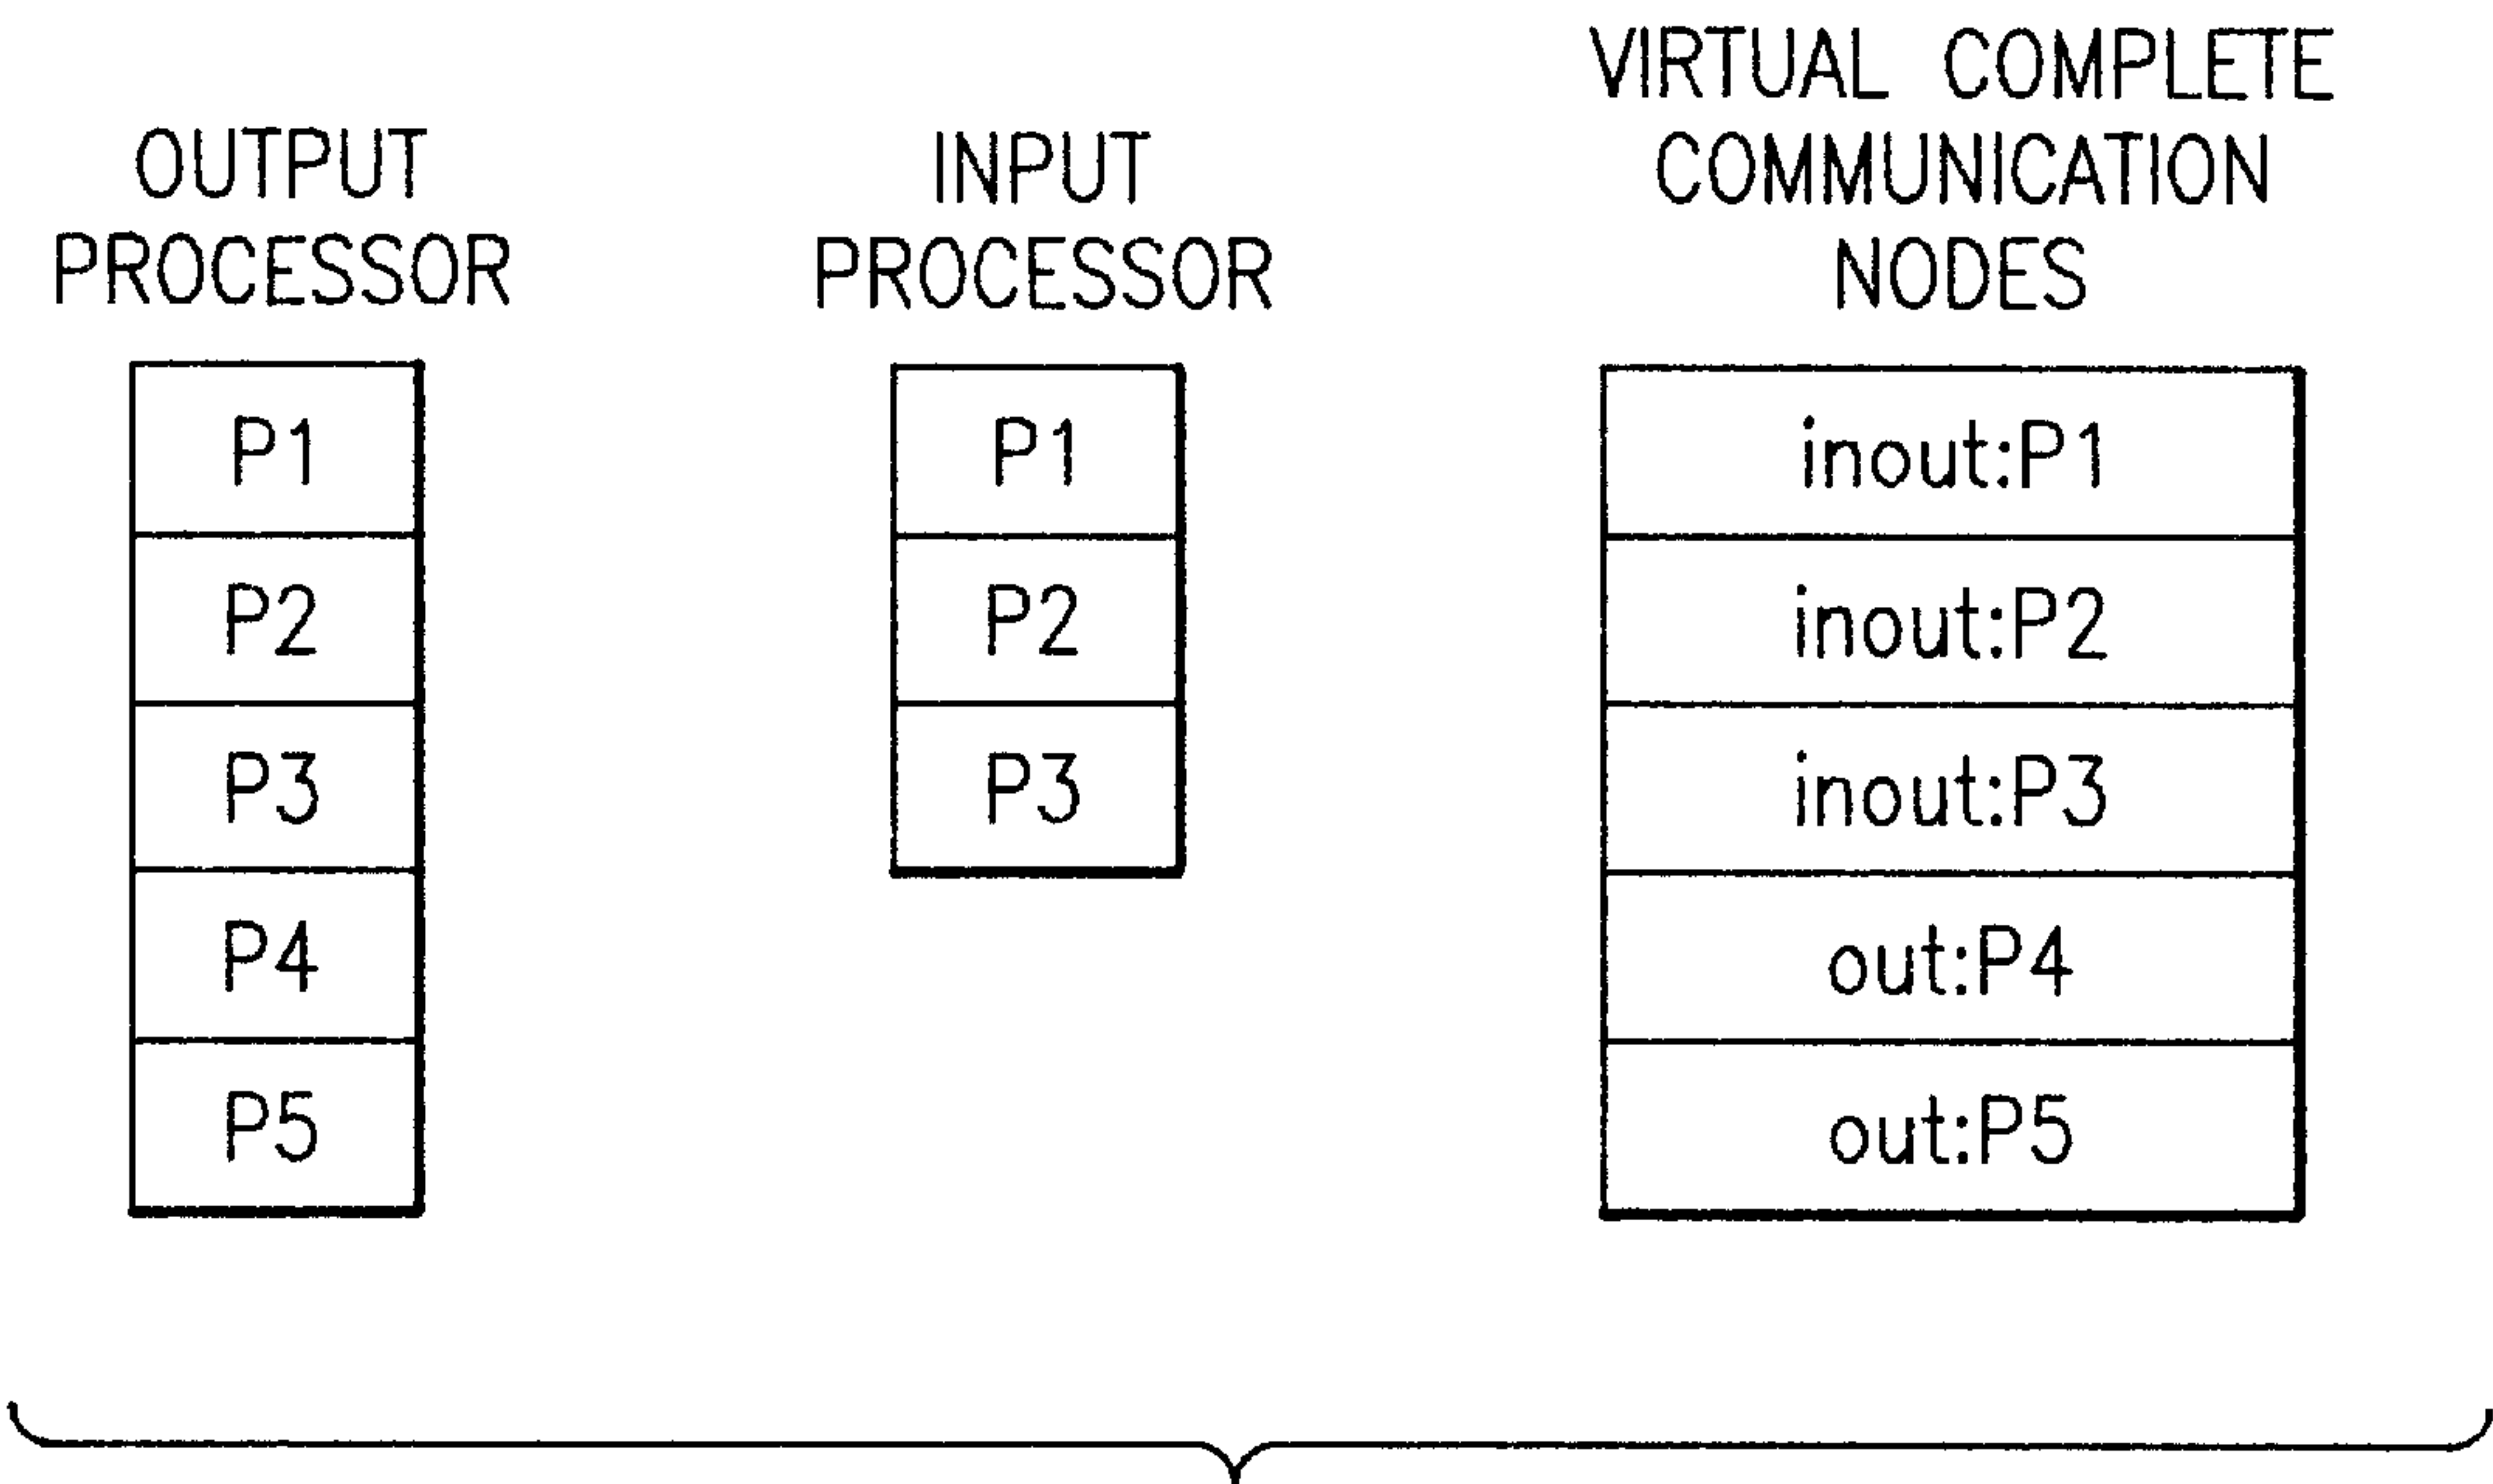 OUTPUT
PROCESSOR
P1
P2
P3
P4
P5
INPUT
PROCESSOR
P1
P2
P3
VIRTUAL COMPLETE
COMMUNICATION
NODES
inout:P1
inout:P2
inout:P3
out:P4
out:P5